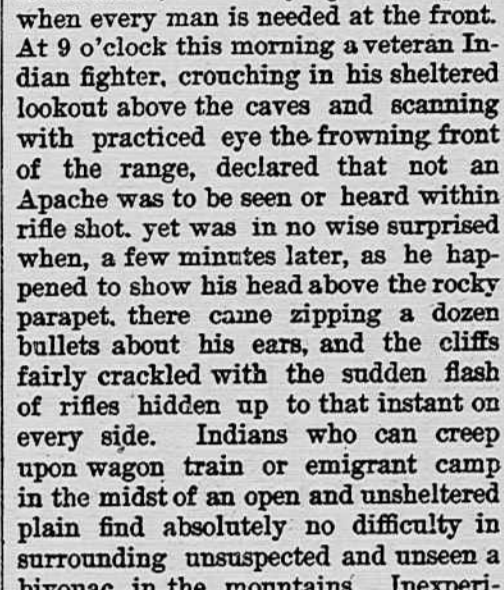 when every man is needed at the front.
At 9 o'clock this morning a veteran In-
dian fighter, crouching in his sheltered
lookout above the caves and scanning
with practiced eye the frowning front
of the range, declared that not an
Apache was to be seen or heard within
rifle shot. yet was in no wise surprised
when, a few minutes later, as he hap-
pened to show his head above the rocky
parapet. there came zipping a dozen
bullets about his ears, and the cliffs
fairly crackled with the sudden flash
of rifles hidden up to that instant on
every side. Indians who can creep
upon wagon train or emigrant camp
in the midst of an open and unsheltered
plain find absolutely no difficulty in
surrounding unsuspected and unseen a
bivouac in the mountains. Inexperi-